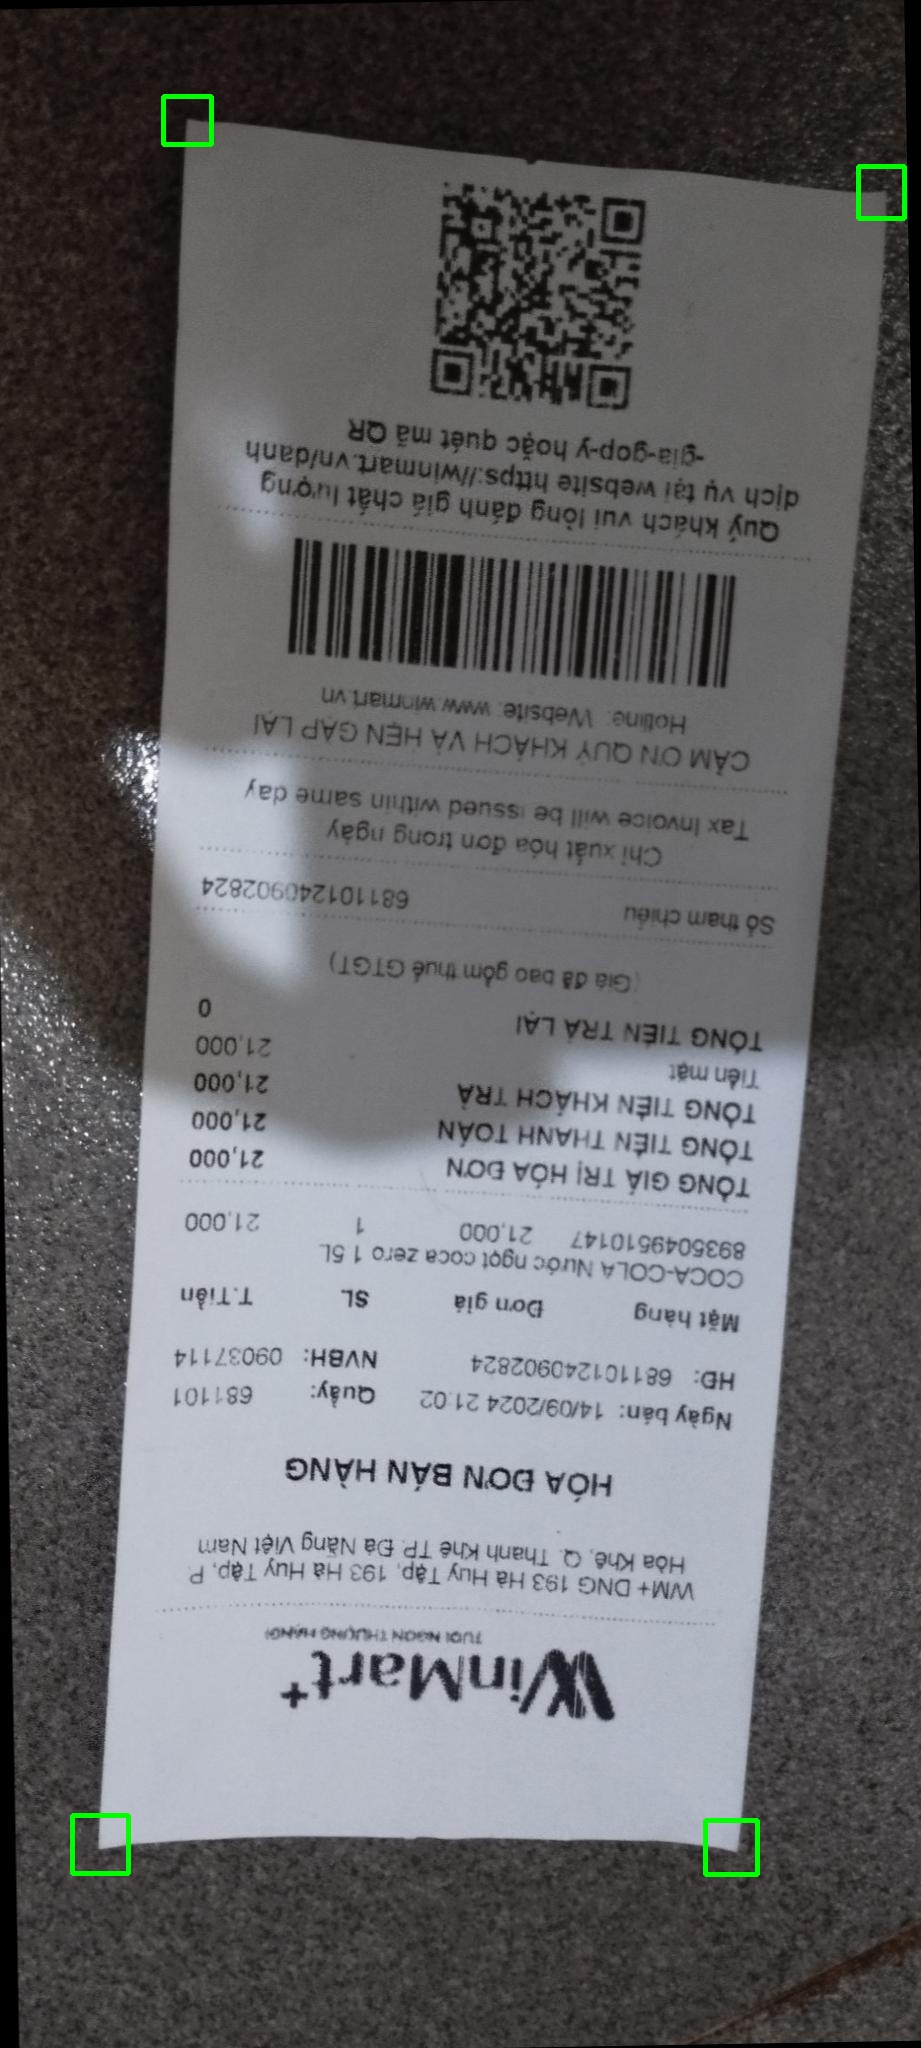 WinMart+
TƯƠI NGON THƯỢNG HẠNG!
WM+ DNG 193 Hà Huy Tập, 193 Hà Huy Tập, P.
Hòa Khê, Q. Thanh Khê TP. Đà Nẵng Việt Nam
HÓA ĐƠN BÁN HÀNG
Ngày bán: 14/09/2024 21:02 Quầy: 681101
HĐ: 68110124090282​4 NVBH: 09037114
Mặt hàng Đơn giá SL T.Tiền
COCA-COLA Nước ngọt coca zero 1.5L
8935049510147 21,000 1 21,000
TỔNG GIÁ TRỊ HÓA ĐƠN 21,000
TỔNG TIỀN THANH TOÁN 21,000
TỔNG TIỀN KHÁCH TRẢ 21,000
Tiền mặt 21,000
TỔNG TIỀN TRẢ LẠI 0
(Giá đã bao gồm thuế GTGT)
Số tham chiếu 681101240902824
Chỉ xuất hóa đơn trong ngày
Tax Invoice will be issued within same day
CẢM ƠN QUÝ KHÁCH VÀ HẸN GẶP LẠI
Hotline: Website: www.winmart.vn
Quý khách vui lòng đánh giá chất lượng
dịch vụ tại website https://winmart.vn/danh
-gia-gop-y hoặc quét mã QR